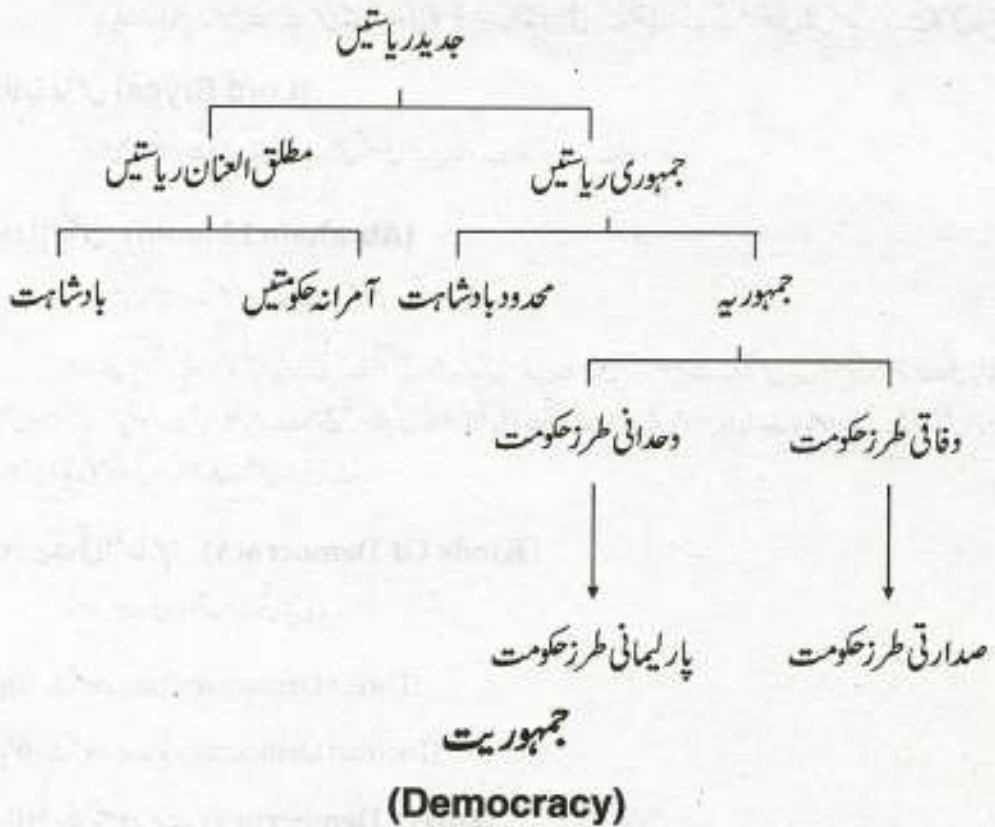 جدید ریاستیں
جمہوری ریاستیں مطلق العنان ریاستیں
جمہوریہ محدود بادشاہت آمرانہ حکومتیں بادشاہت
وفاقی طرز حکومت وحدانی طرز حکومت
صدارتی طرز حکومت پارلیمانی طرز حکومت
جمہوریت
(Democracy)